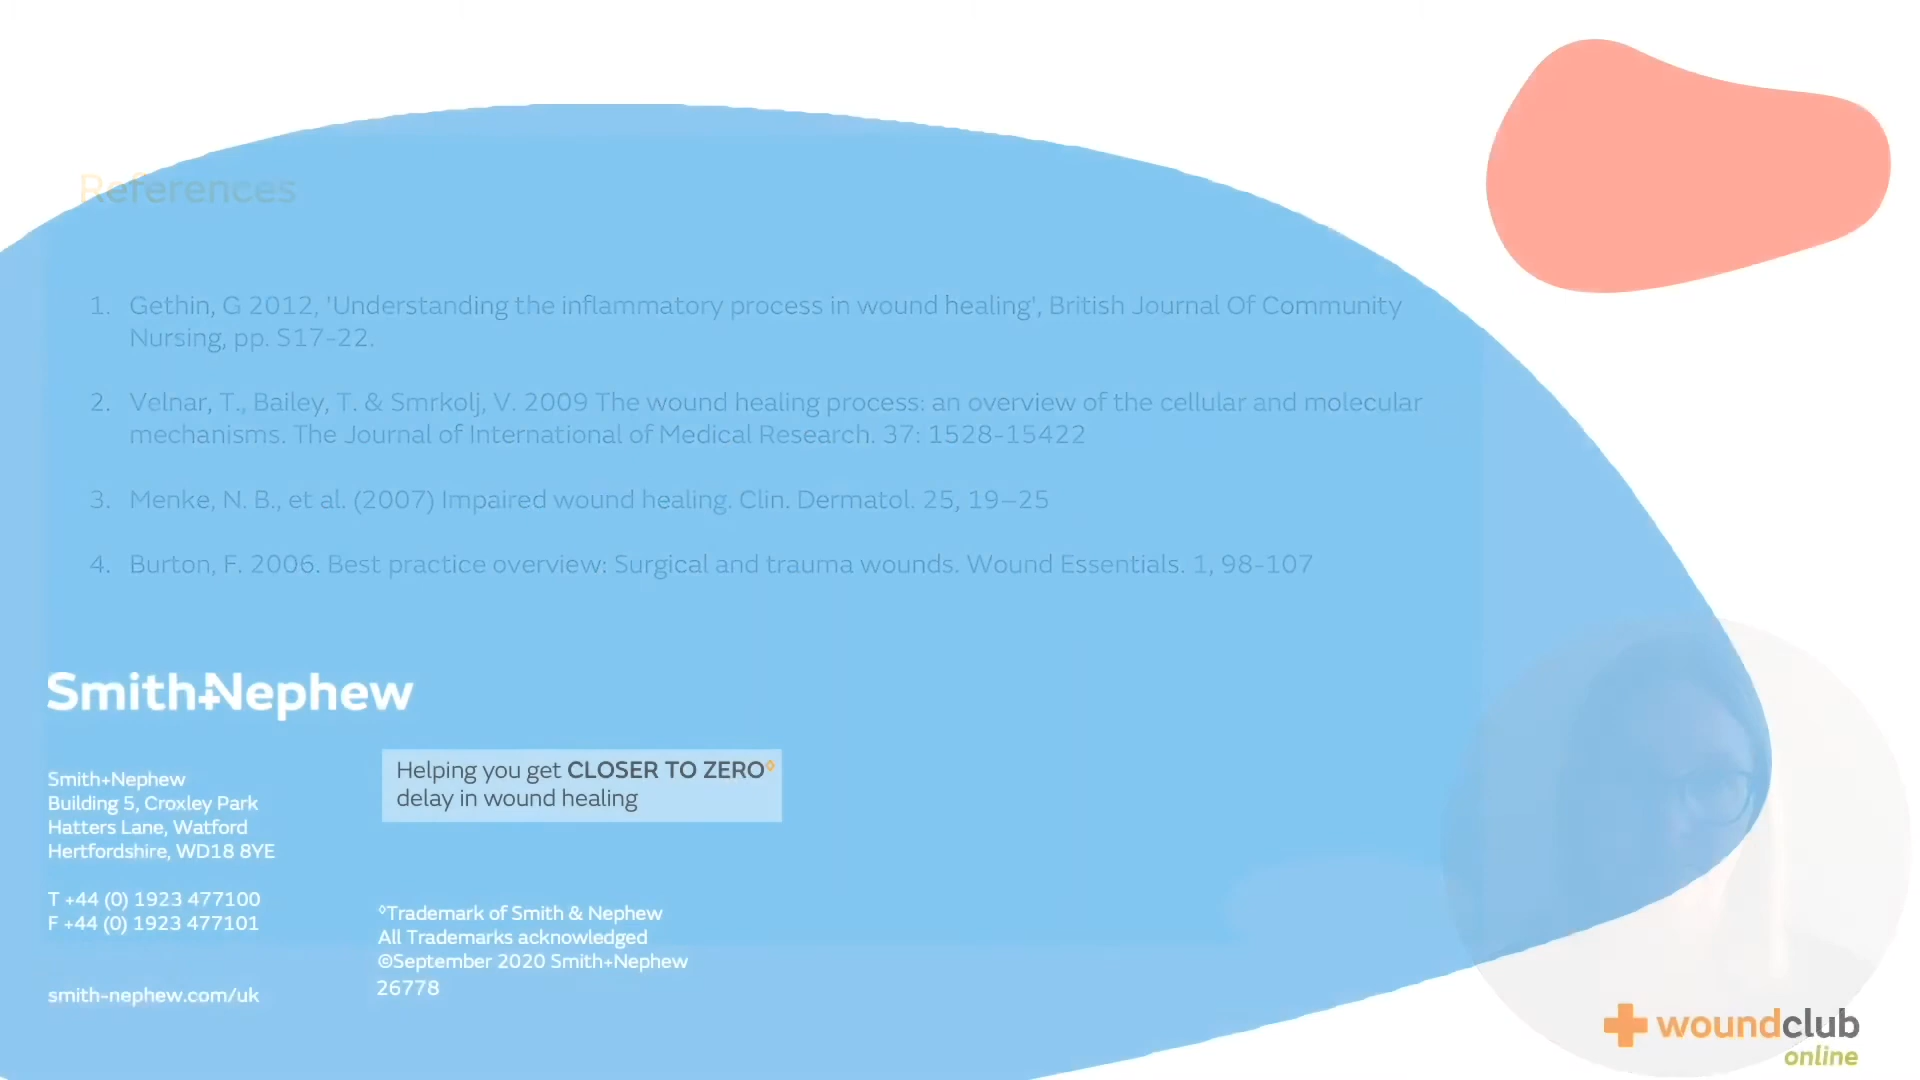 References
1. Gethin, G 2012, 'Understanding the inflammatory process in wound healing', British Journal Of Community
Nursing, pp. S17-22.
2. Velnar, T., Bailey, T. & Smrkolj, V. 2009 The wound healing process: an overview of the cellular and molecular
mechanisms. The Journal of International of Medical Research. 37: 1528-15422
3. Menke, N. B., et al. (2007) Impaired wound healing. Clin. Dermatol. 25, 19–25
4. Burton, F. 2006. Best practice overview: Surgical and trauma wounds. Wound Essentials. 1, 98-107
Smith+Nephew
Smith+Nephew
Building 5, Croxley Park
Hatters Lane, Watford
Hertfordshire, WD18 8YE
T +44 (0) 1923 477100
F +44 (0) 1923 477101
smith-nephew.com/uk
Helping you get CLOSER TO ZERO◊
delay in wound healing
◊Trademark of Smith & Nephew
All Trademarks acknowledged
©September 2020 Smith+Nephew
26778
woundclub
online